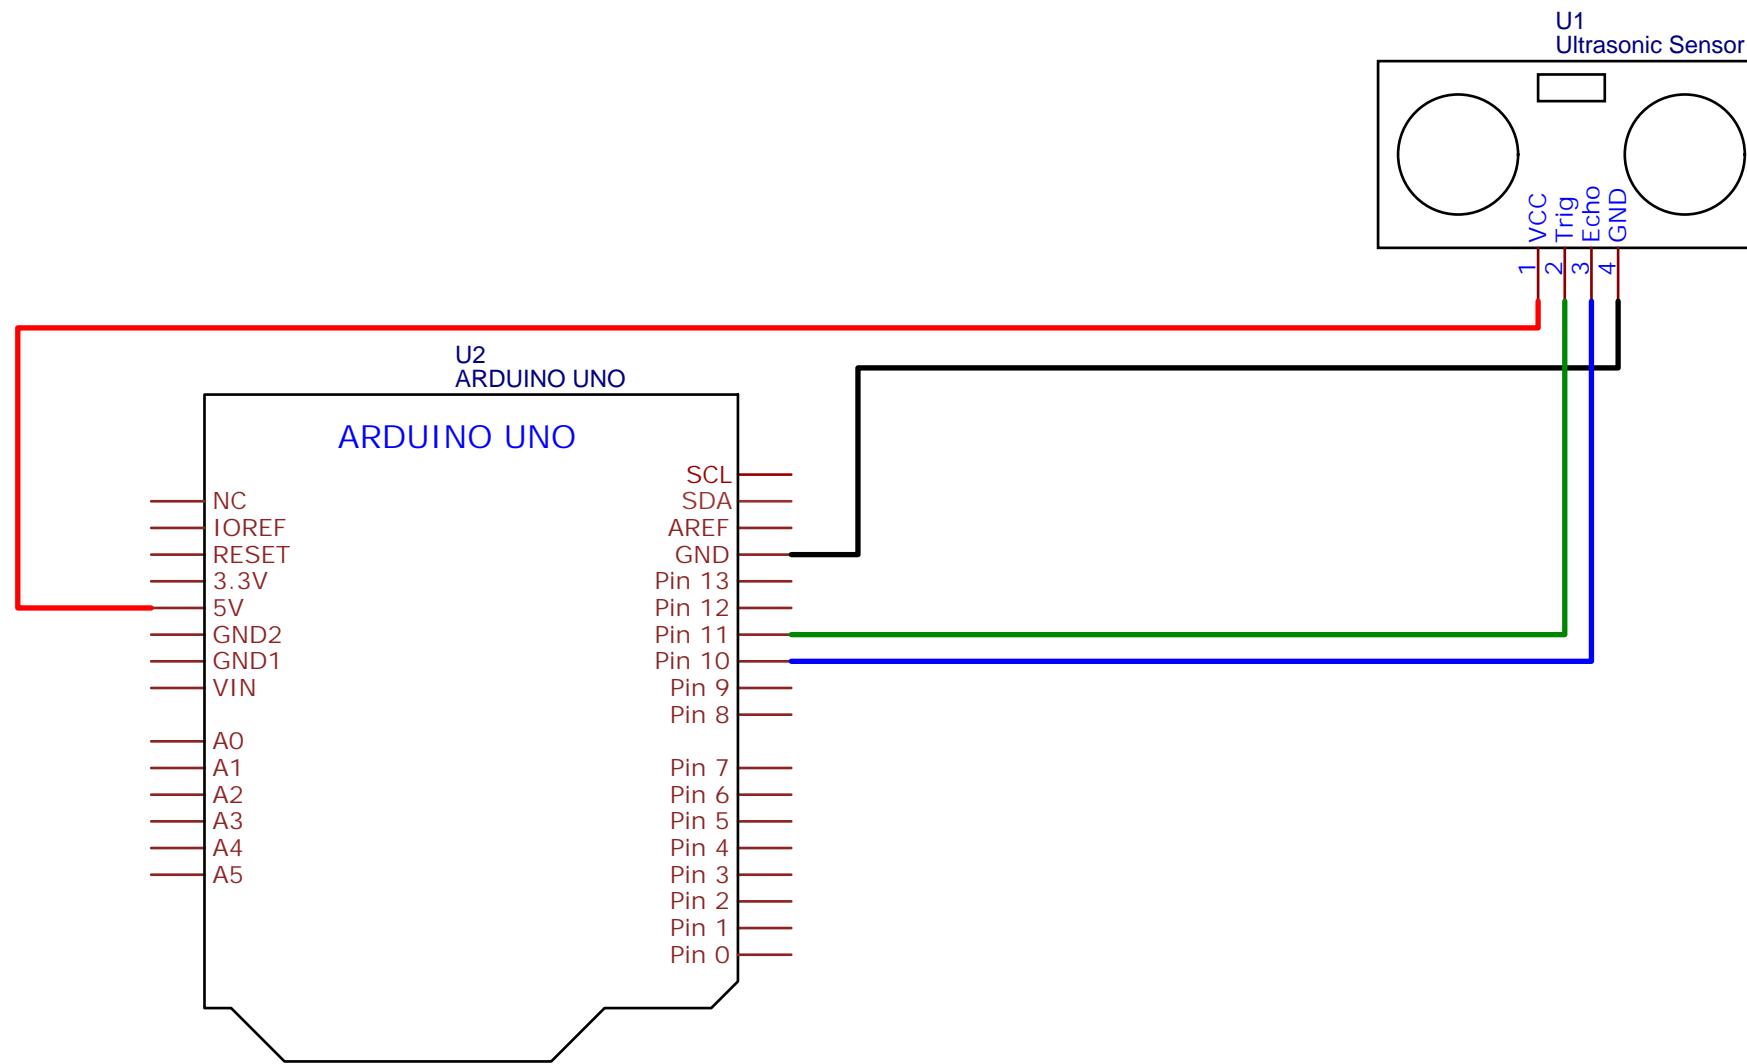 U1
Ultrasonic Sensor
VCC
Trig
Echo
GND
1
2
3
4
U2
ARDUINO UNO
ARDUINO UNO
NC
IOREF
RESET
3.3V
5V
GND2
GND1
VIN
A0
A1
A2
A3
A4
A5
SCL
SDA
AREF
GND
Pin 13
Pin 12
Pin 11
Pin 10
Pin 9
Pin 8
Pin 7
Pin 6
Pin 5
Pin 4
Pin 3
Pin 2
Pin 1
Pin 0